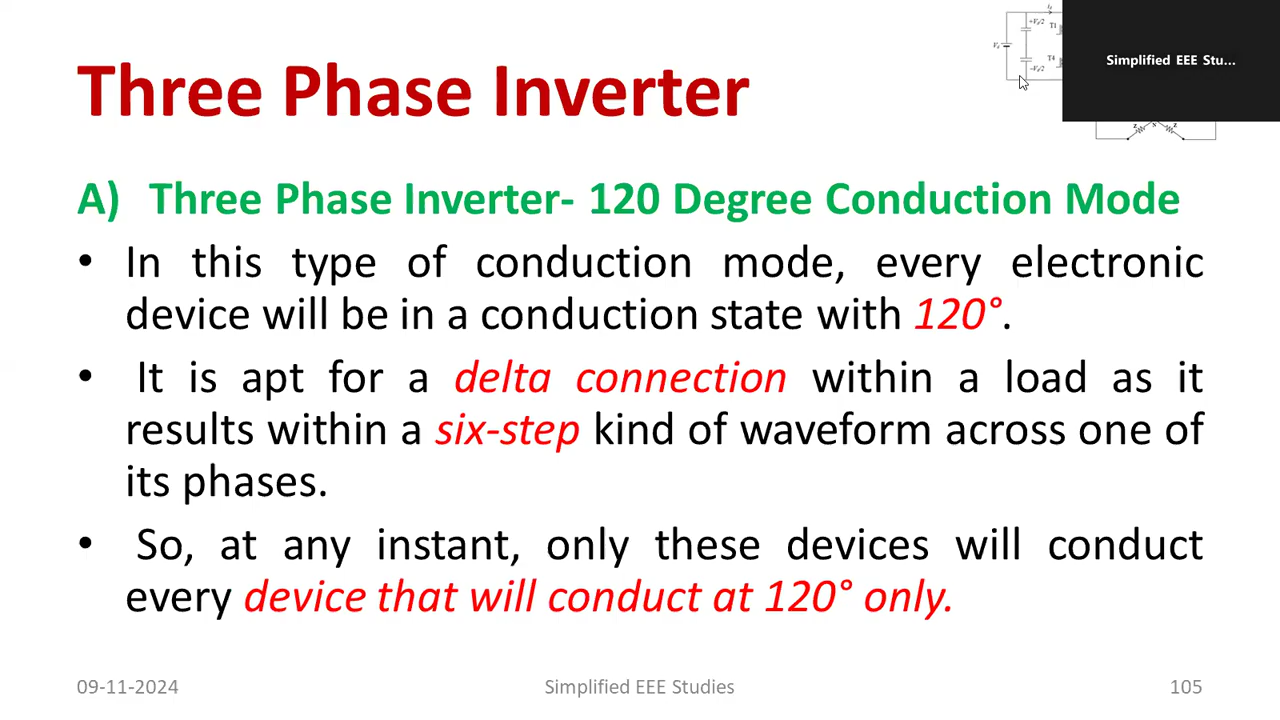 Three Phase Inverter
T1
T4
Simplified EEE Stu...
A) Three Phase Inverter- 120 Degree Conduction Mode
• In this type of conduction mode, every electronic
device will be in a conduction state with 120°.
• It is apt for a delta connection within a load as it
results within a six-step kind of waveform across one of
its phases.
• So, at any instant, only these devices will conduct
every device that will conduct at 120° only.
09-11-2024
Simplified EEE Studies
105